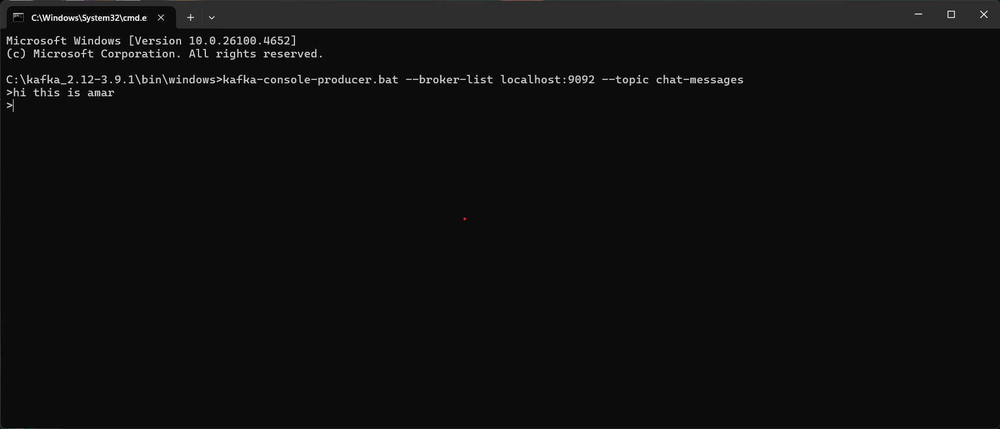 C:\Windows\System32\cmd.e
Microsoft Windows [Version 10.0.26100.4652]
(c) Microsoft Corporation. All rights reserved.
C:\kafka_2.12-3.9.1\bin\windows>kafka-console-producer.bat --broker-list localhost:9092 --topic chat-messages
>hi this is amar
>